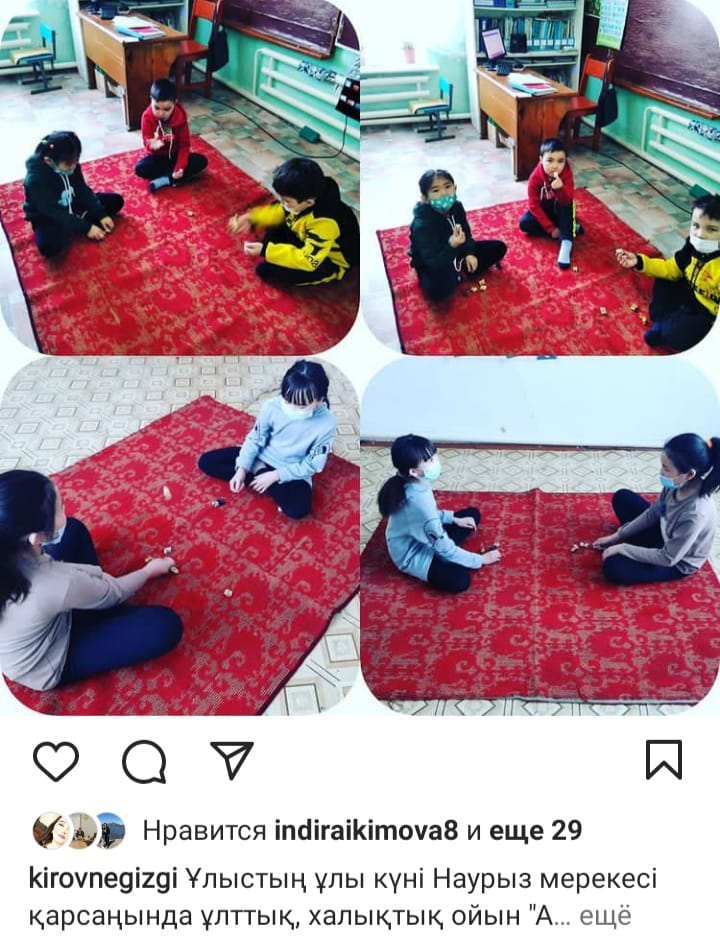 Нравится indiraikimova8 и еще 29
kirovnegizgi Ұлыстың ұлы күні Наурыз мерекесі
қарсаңында ұлттық, халықтық ойын "А... ещё